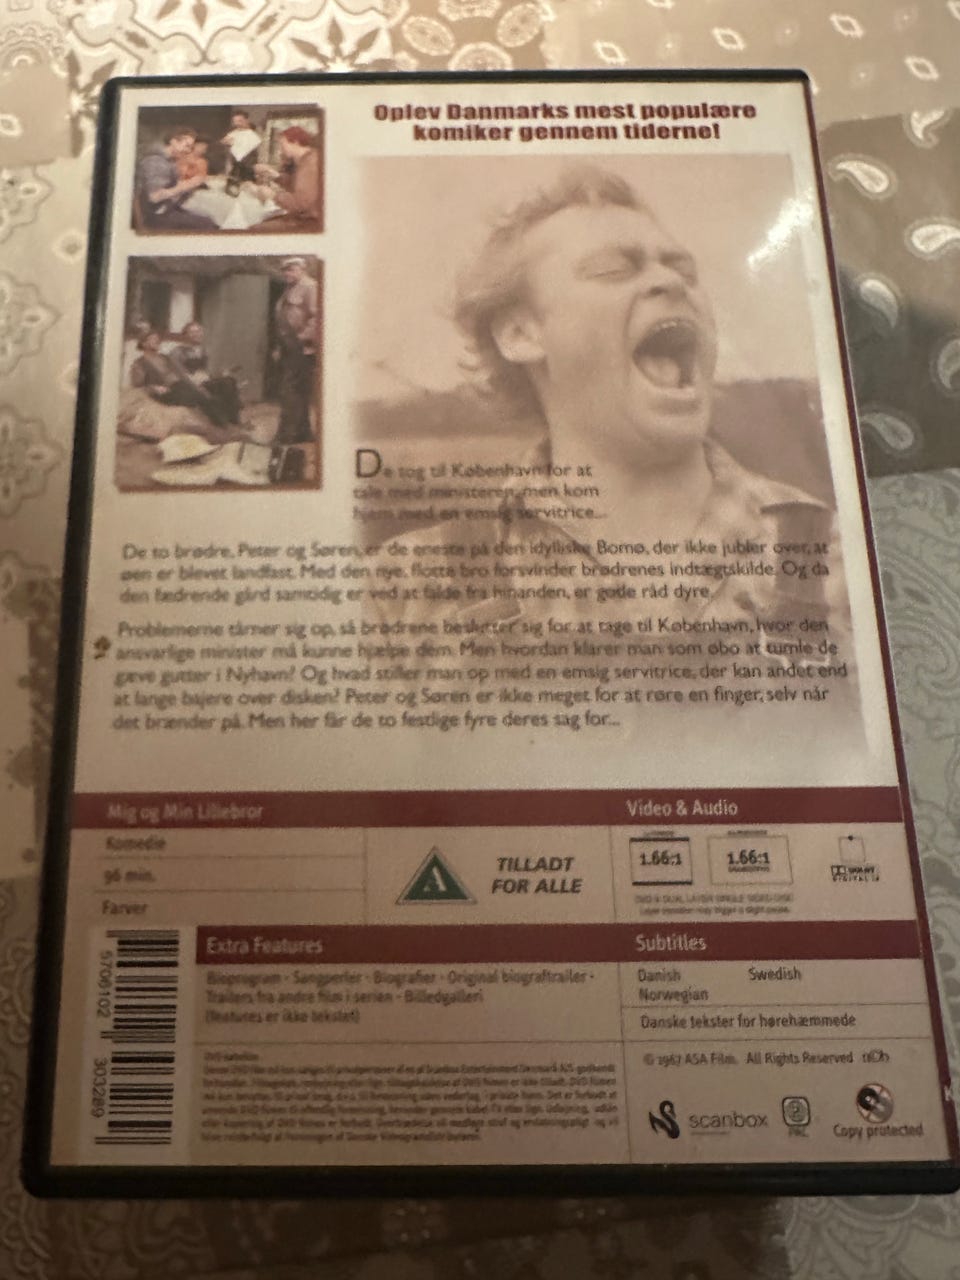 Oplev Danmarks mest populære
komiker gennem tiderne!
De tog til København for at
tale med ministeren, men kom
hjem med en emsig servitrice...
De to brødre, Peter og Søren, er de eneste på den idylliske Bornø, der ikke jubler over, at
øen er blevet landfast. Med den nye, flotte bro forsvinder brødrenes indtægtskilde. Og da
den fædrende gård samtidig er ved at falde fra hinanden, er gode råd dyre.
Problemerne tårner sig op, så brødrene beslutter sig for at tage til København, hvor den
ansvarlige minister må kunne hjælpe dem. Men hvordan klarer man som øbo at tumle de
gæve gutter i Nyhavn? Og hvad stiller man op med en emsig servitrice, der kan andet end
at lange bajere over disken? Peter og Søren er ikke meget for at røre en finger, selv når
det brænder på. Men her får de to festlige fyre deres sag for...
Mig og Min Lillebror
Komedie
96 min.
Farver
A
TILLADT
FOR ALLE
Video & Audio
1.66:1
1.66:1
DOLBY
DIGITAL
Extra Features
Bioprogram - Sangperler - Biografier - Original biograftrailer -
Trailers fra andre film i serien - Billedgalleri
(features er ikke tekstet)
Subtitles
Danish Swedish
Norwegian
Danske tekster for hørehæmmede
© 1967 ASA Film. All Rights Reserved
scanbox
Copy protected
5706102 303289